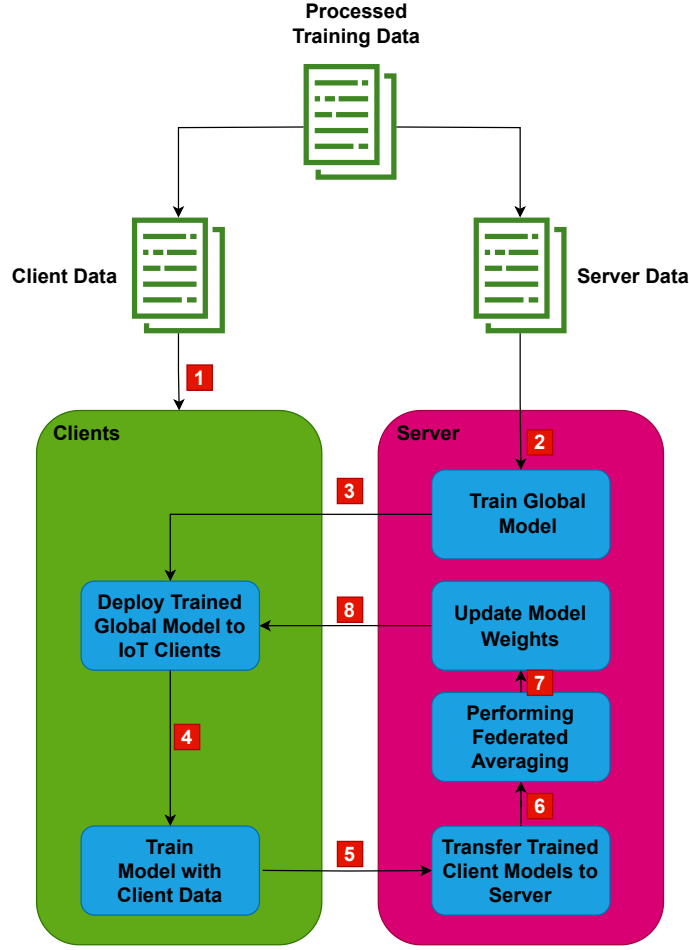 Processed
Training Data
Client Data
Server Data
1
Clients
Server
2
3
Train Global
Model
Deploy Trained
Global Model to
IoT Clients
8
Update Model
Weights
7
4
Performing
Federated
Averaging
6
Train
Model with
Client Data
5
Transfer Trained
Client Models to
Server